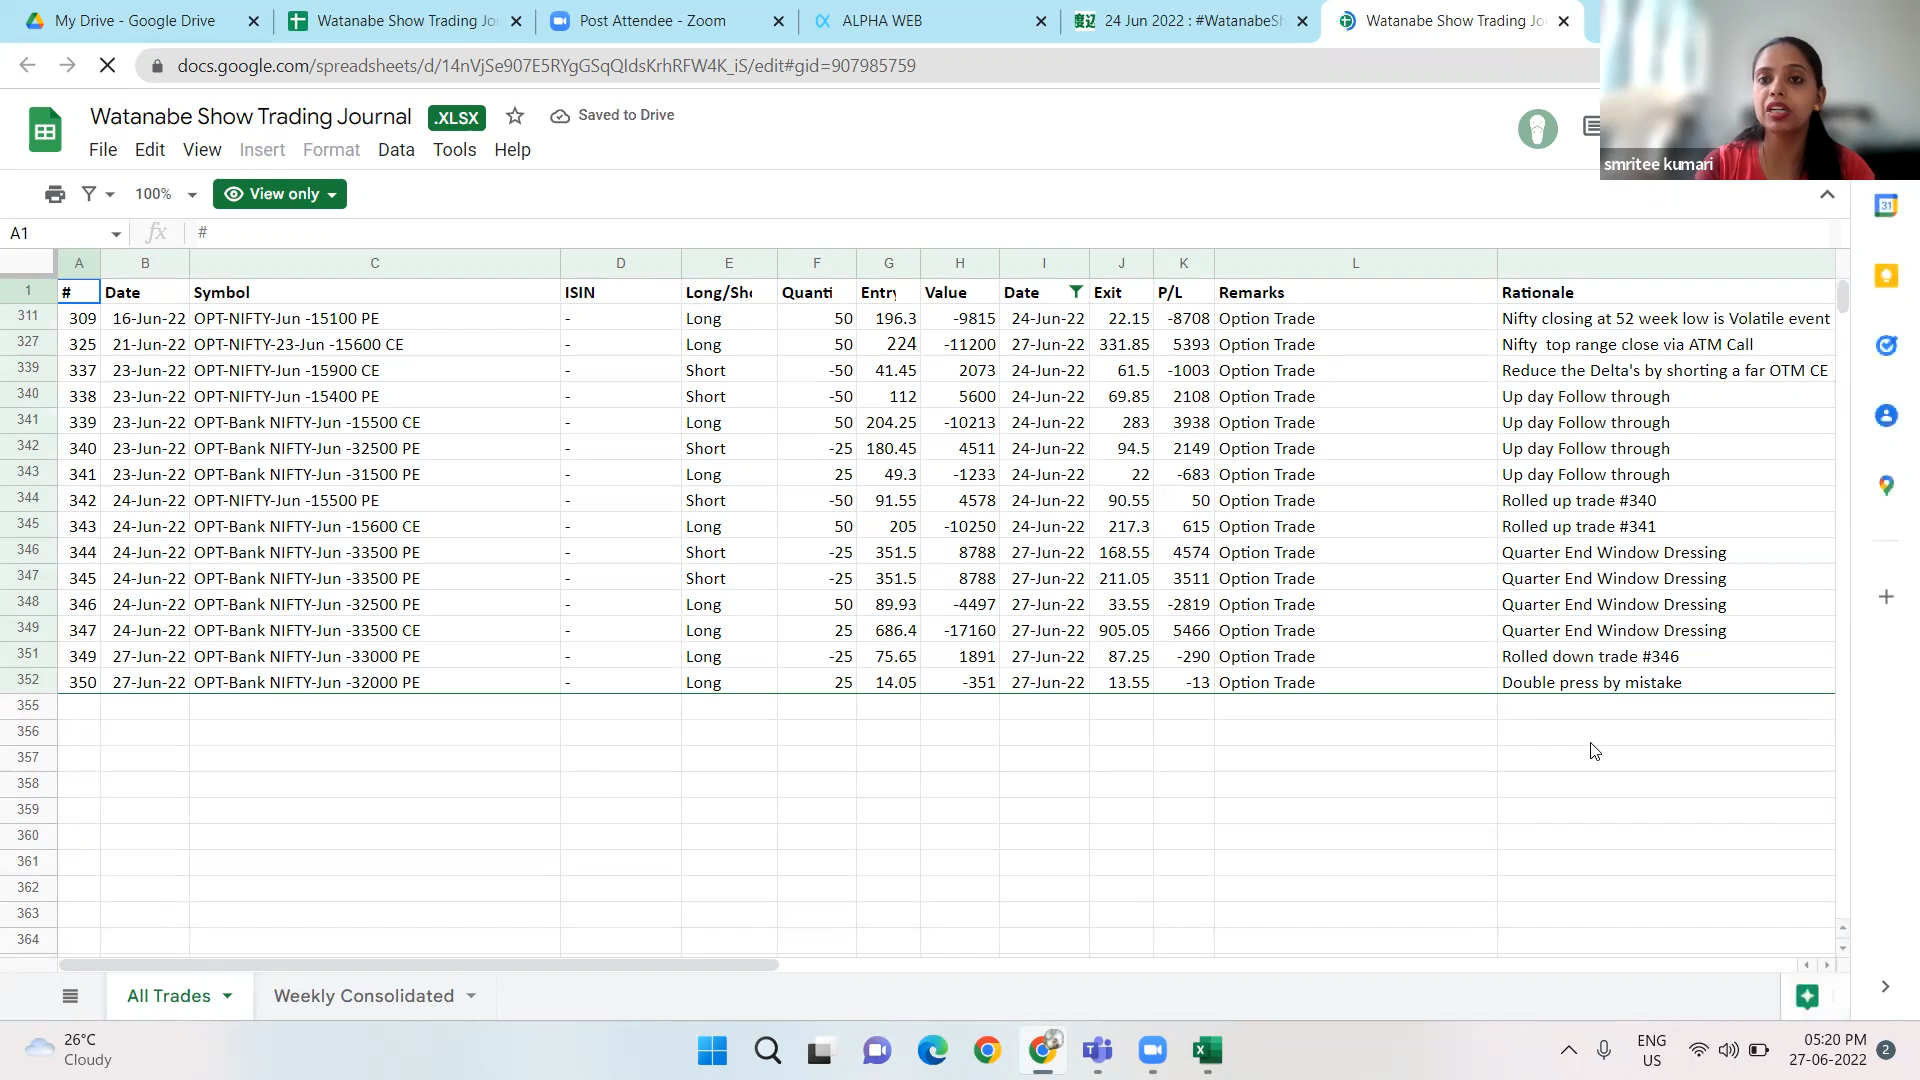 My Drive - Google Drive
Watanabe Show Trading Jo
Post Attendee - Zoom
ALPHA WEB
24 Jun 2022 : #WatanabeSh
Watanabe Show Trading Jo
docs.google.com/spreadsheets/d/14nVjSe907E5RYgGSqQIdsKrhRFW4K_iS/edit#gid=907985759
Watanabe Show Trading Journal .XLSX Saved to Drive
File Edit View Insert Format Data Tools Help
smritee kumari
100% View only
A1 fx #
A B C D E F G H I J K L
1 # Date Symbol ISIN Long/Sho Quanti Entry Value Date Exit P/L Remarks Rationale
311 309 16-Jun-22 OPT-NIFTY-Jun -15100 PE - Long 50 196.3 -9815 24-Jun-22 22.15 -8708 Option Trade Nifty closing at 52 week low is Volatile event
327 325 21-Jun-22 OPT-NIFTY-23-Jun -15600 CE - Long 50 224 -11200 27-Jun-22 331.85 5393 Option Trade Nifty top range close via ATM Call
339 337 23-Jun-22 OPT-NIFTY-Jun -15900 CE - Short -50 41.45 2073 24-Jun-22 61.5 -1003 Option Trade Reduce the Delta's by shorting a far OTM CE
340 338 23-Jun-22 OPT-NIFTY-Jun -15400 PE - Short -50 112 5600 24-Jun-22 69.85 2108 Option Trade Up day Follow through
341 339 23-Jun-22 OPT-Bank NIFTY-Jun -15500 CE - Long 50 204.25 -10213 24-Jun-22 283 3938 Option Trade Up day Follow through
342 340 23-Jun-22 OPT-Bank NIFTY-Jun -32500 PE - Short -25 180.45 4511 24-Jun-22 94.5 2149 Option Trade Up day Follow through
343 341 23-Jun-22 OPT-Bank NIFTY-Jun -31500 PE - Long 25 49.3 -1233 24-Jun-22 22 -683 Option Trade Up day Follow through
344 342 24-Jun-22 OPT-NIFTY-Jun -15500 PE - Short -50 91.55 4578 24-Jun-22 90.55 50 Option Trade Rolled up trade #340
345 343 24-Jun-22 OPT-Bank NIFTY-Jun -15600 CE - Long 50 205 -10250 24-Jun-22 217.3 615 Option Trade Rolled up trade #341
346 344 24-Jun-22 OPT-Bank NIFTY-Jun -33500 PE - Short -25 351.5 8788 27-Jun-22 168.55 4574 Option Trade Quarter End Window Dressing
347 345 24-Jun-22 OPT-Bank NIFTY-Jun -33500 PE - Short -25 351.5 8788 27-Jun-22 211.05 3511 Option Trade Quarter End Window Dressing
348 346 24-Jun-22 OPT-Bank NIFTY-Jun -32500 PE - Long 50 89.93 -4497 27-Jun-22 33.55 -2819 Option Trade Quarter End Window Dressing
349 347 24-Jun-22 OPT-Bank NIFTY-Jun -33500 CE - Long 25 686.4 -17160 27-Jun-22 905.05 5466 Option Trade Quarter End Window Dressing
351 349 27-Jun-22 OPT-Bank NIFTY-Jun -33000 PE - Long -25 75.65 1891 27-Jun-22 87.25 -290 Option Trade Rolled down trade #346
352 350 27-Jun-22 OPT-Bank NIFTY-Jun -32000 PE - Long 25 14.05 -351 27-Jun-22 13.55 -13 Option Trade Double press by mistake
355
356
357
358
359
360
361
362
363
364
All Trades Weekly Consolidated
26°C
Cloudy
ENG
US
05:20 PM
27-06-2022
2